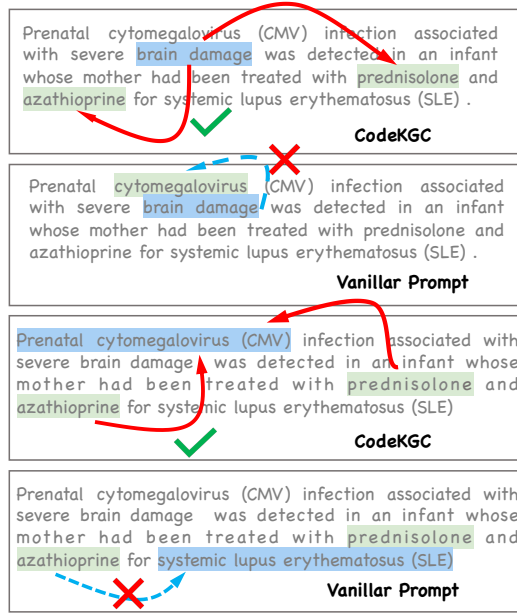 Prenatal cytomegalovirus (CMV) infection associated
with severe brain damage was detected in an infant
whose mother had been treated with prednisolone and
azathioprine for systemic lupus erythematosus (SLE) .
CodeKGC
Prenatal cytomegalovirus (CMV) infection associated
with severe brain damage was detected in an infant
whose mother had been treated with prednisolone and
azathioprine for systemic lupus erythematosus (SLE) .
Vanillar Prompt
Prenatal cytomegalovirus (CMV) infection associated with
severe brain damage was detected in an infant whose
mother had been treated with prednisolone and
azathioprine for systemic lupus erythematosus (SLE)
CodeKGC
Prenatal cytomegalovirus (CMV) infection associated with
severe brain damage was detected in an infant whose
mother had been treated with prednisolone and
azathioprine for systemic lupus erythematosus (SLE)
Vanillar Prompt